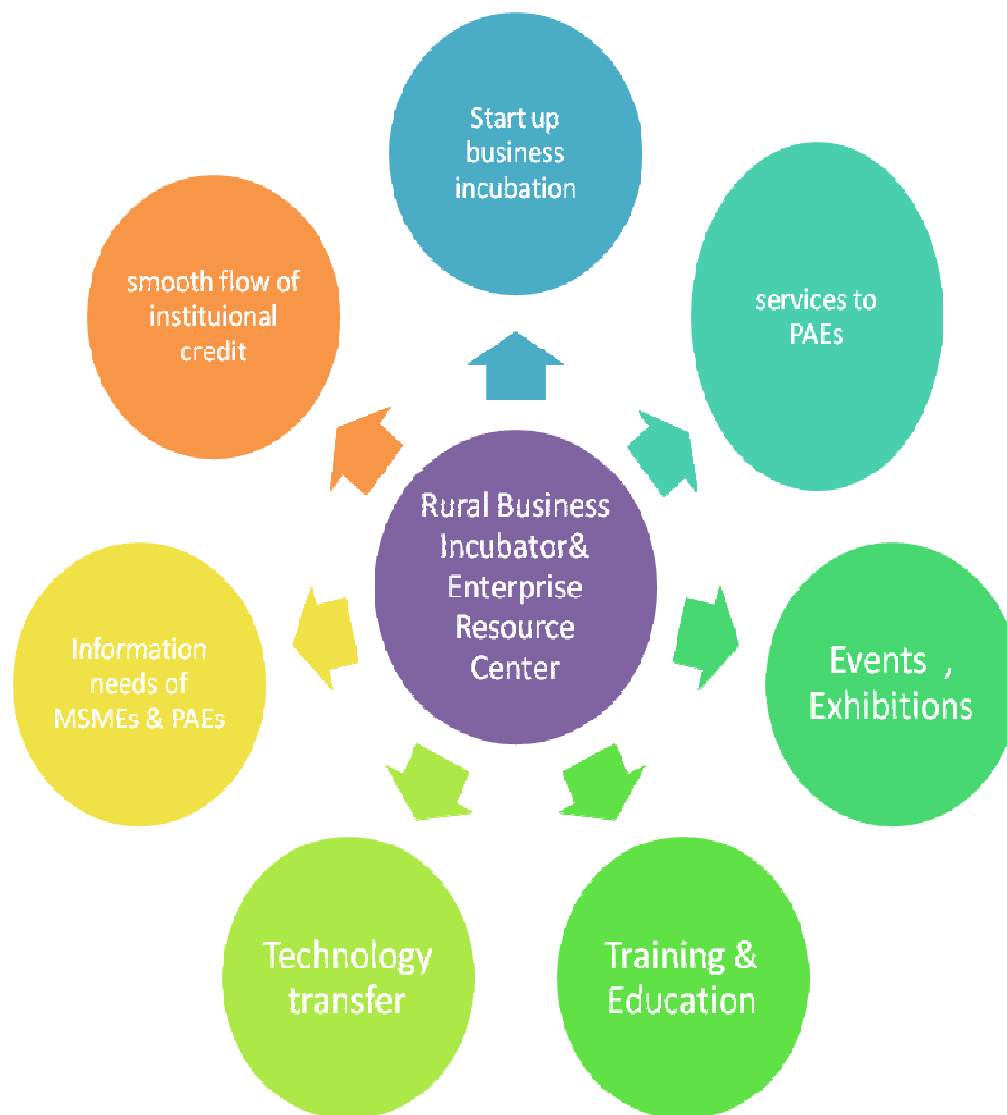 Start up
business
incubation
services to
PAEs
Events ,
Exhibitions
Training &
Education
Technology
transfer
Information
needs of
MSMEs & PAEs
smooth flow of
instituional
credit
Rural Business
Incubator&
Enterprise
Resource
Center